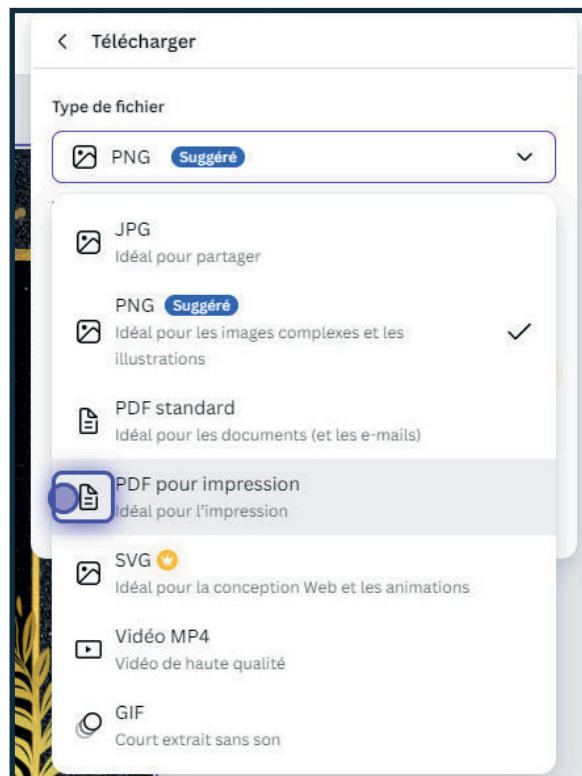 Télécharger
Type de fichier
PNG Suggéré
JPG
Idéal pour partager
PNG Suggéré
Idéal pour les images complexes et les
illustrations
PDF standard
Idéal pour les documents (et les e-mails)
PDF pour impression
Idéal pour l'impression
SVG
Idéal pour la conception Web et les animations
Vidéo MP4
Vidéo de haute qualité
GIF
Court extrait sans son